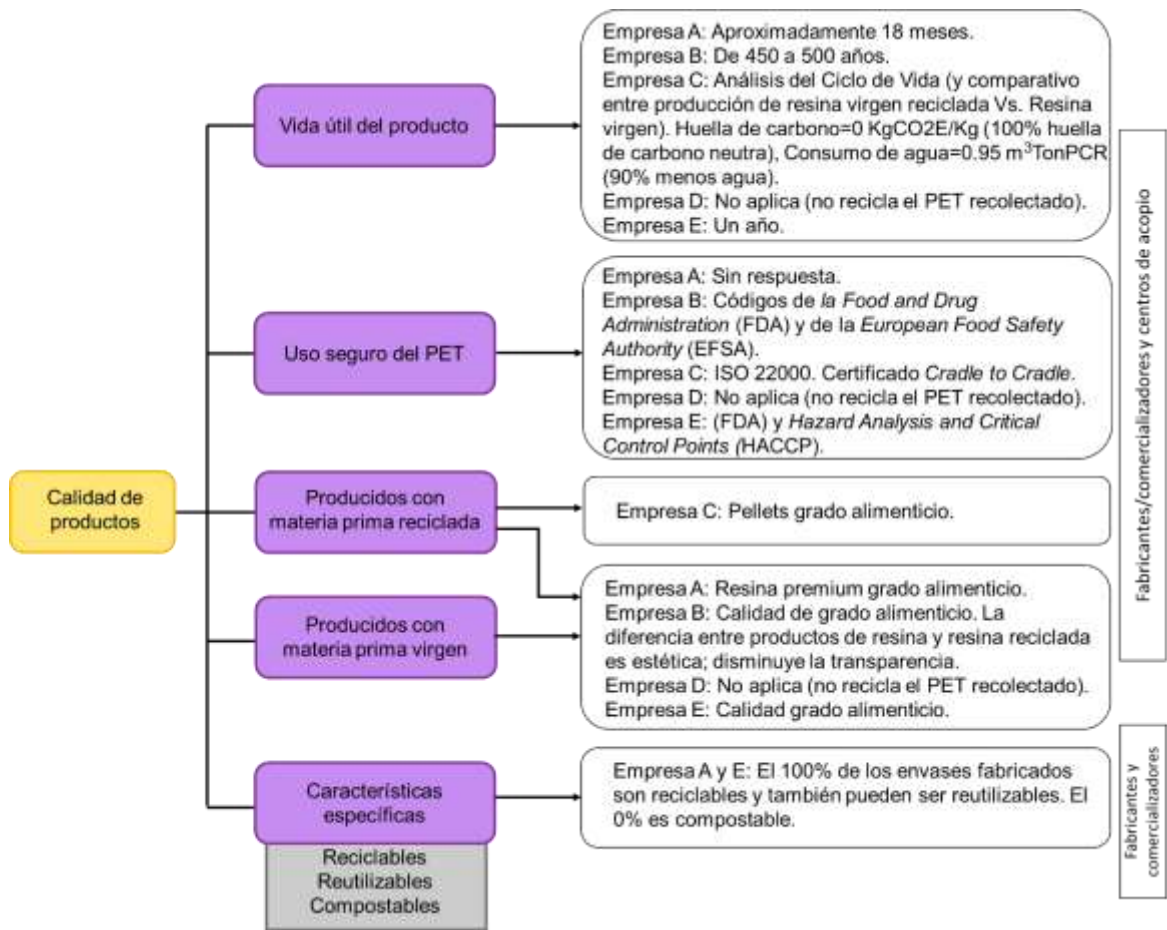 Calidad de
productos
Vida útil del producto
Empresa A: Aproximadamente 18 meses.
Empresa B: De 450 a 500 años.
Empresa C: Análisis del Ciclo de Vida (y comparativo
entre producción de resina virgen reciclada Vs. Resina
virgen). Huella de carbono=0 KgCO2E/Kg (100% huella
de carbono neutra), Consumo de agua=0.95 m³TonPCR
(90% menos agua).
Empresa D: No aplica (no recicla el PET recolectado).
Empresa E: Un año.
Uso seguro del PET
Empresa A: Sin respuesta.
Empresa B: Códigos de la Food and Drug
Administration (FDA) y de la European Food Safety
Authority (EFSA).
Empresa C: ISO 22000. Certificado Cradle to Cradle.
Empresa D: No aplica (no recicla el PET recolectado).
Empresa E: (FDA) y Hazard Analysis and Critical
Control Points (HACCP).
Producidos con
materia prima reciclada
Empresa C: Pellets grado alimenticio.
Producidos con
materia prima virgen
Empresa A: Resina premium grado alimenticio.
Empresa B: Calidad de grado alimenticio. La
diferencia entre productos de resina y resina reciclada
es estética; disminuye la transparencia.
Empresa D: No aplica (no recicla el PET recolectado).
Empresa E: Calidad grado alimenticio.
Características
específicas
Reciclables
Reutilizables
Compostables
Empresa A y E: El 100% de los envases fabricados
son reciclables y también pueden ser reutilizables. El
0% es compostable.
Fabricantes/comercializadores y centros de acopio
Fabricantes y
comercializadores